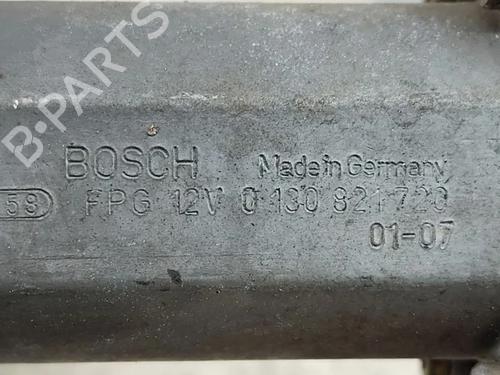 B-PARTS
BOSCH Made in Germany
58 FPG 12V 0 130 821 720
01-07